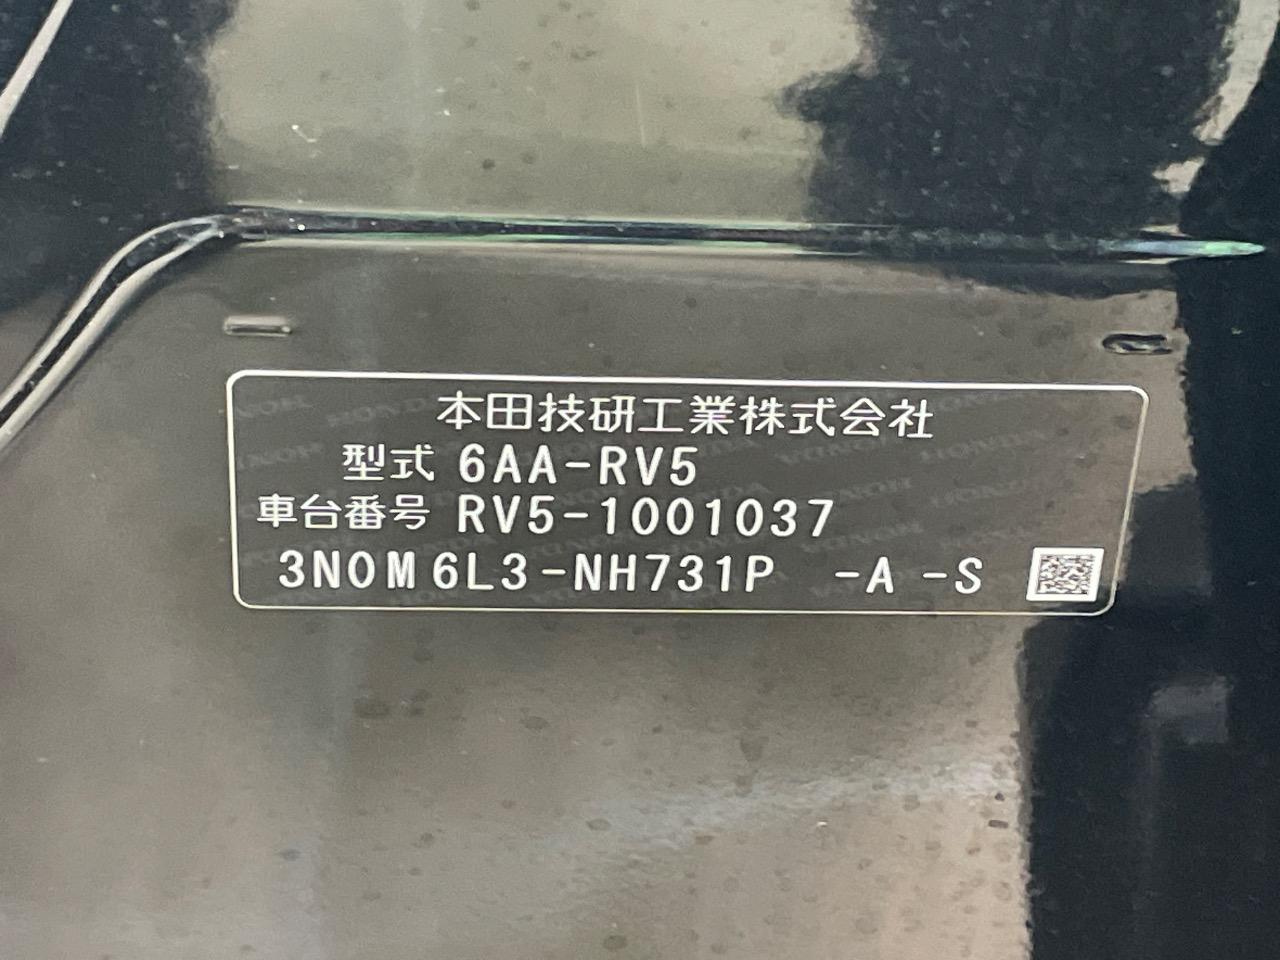 本田技研工業株式会社
型式 6AA-RV5
車台番号 RV5-1001037
3N0M6L3-NH731P -A -S